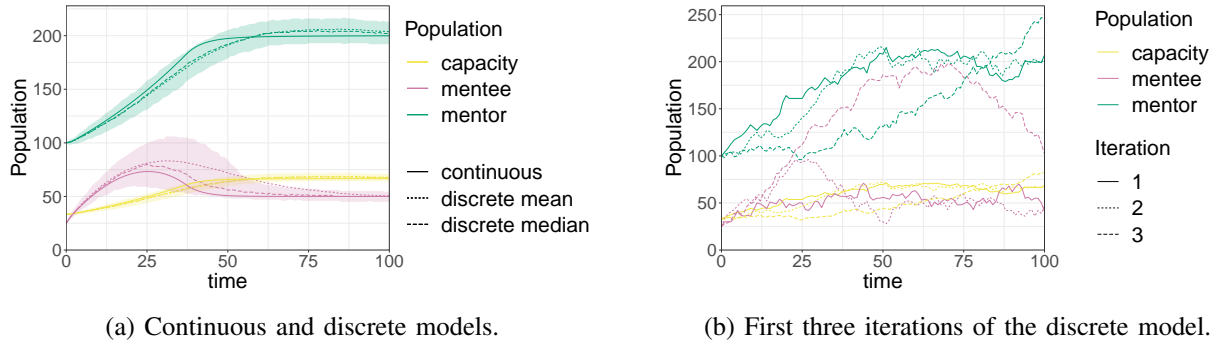 Population
200
150
100
50
0
0
25
50
75
100
time
Population
capacity
mentee
mentor
continuous
discrete mean
discrete median
(a) Continuous and discrete models.
Population
250
200
150
100
50
0
0
25
50
75
100
time
Population
capacity
mentee
mentor
Iteration
1
2
3
(b) First three iterations of the discrete model.